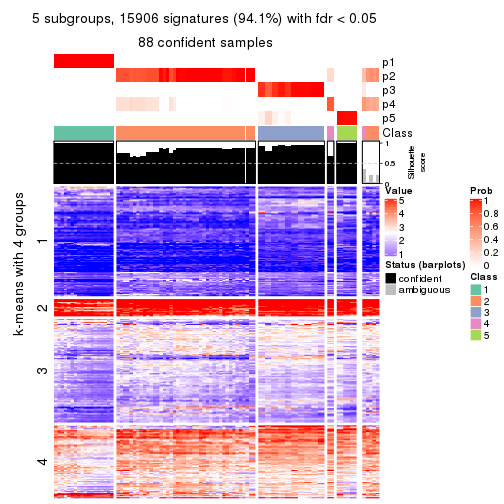 5 subgroups, 15906 signatures (94.1%) with fdr < 0.05
88 confident samples
p1
p2
p3
p4
p5
Class
1
0.5
0
Silhouette
score
k-means with 4 groups
1
2
3
4
Value
5
4
3
2
1
Status (barplots)
confident
ambiguous
Prob
1
0.8
0.6
0.4
0.2
0
Class
1
2
3
4
5